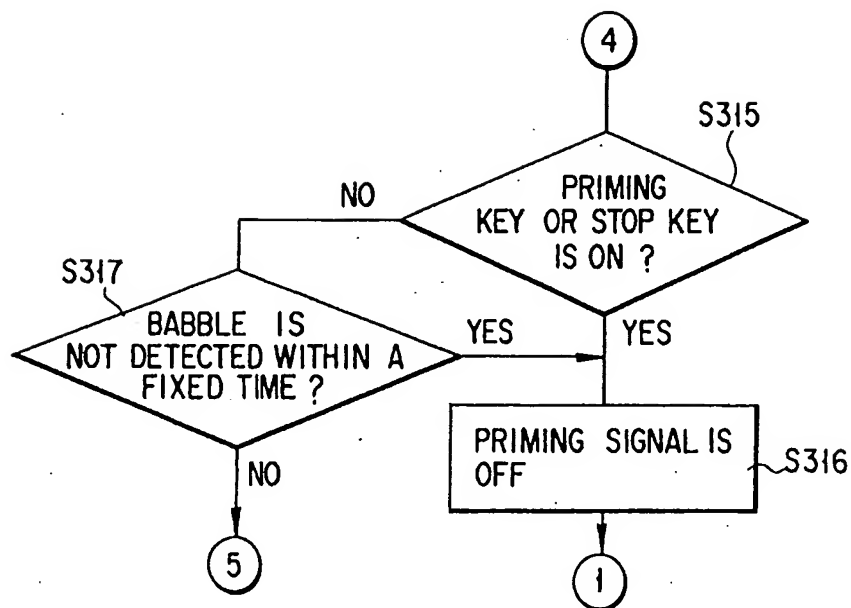 4
S315
PRIMING
KEY OR STOP KEY
IS ON ?
NO
YES
S317
BABBLE IS
NOT DETECTED WITHIN A
FIXED TIME ?
YES
NO
PRIMING SIGNAL IS
OFF
S316
5
1